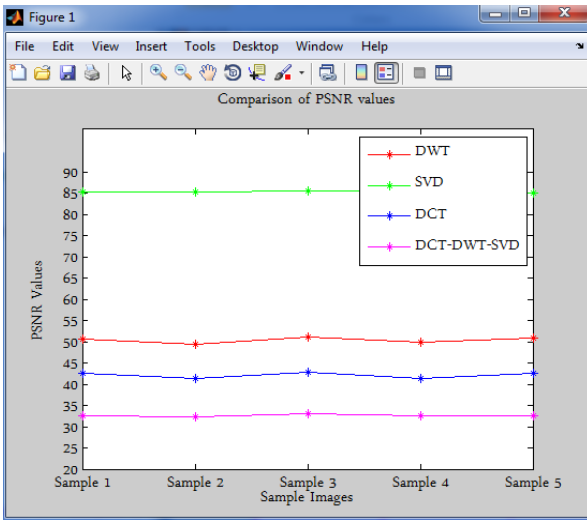 Figure 1
File Edit View Insert Tools Desktop Window Help
Comparison of PSNR values
DWT
SVD
DCT
DCT-DWT-SVD
PSNR Values
90
85
80
75
70
65
60
55
50
45
40
35
30
25
20
Sample 1 Sample 2 Sample 3 Sample 4 Sample 5
Sample Images